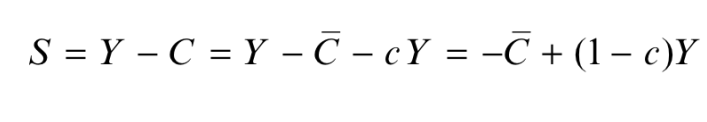 S = Y − C = Y − C̄ − cY = −C̄ + (1 − c)Y